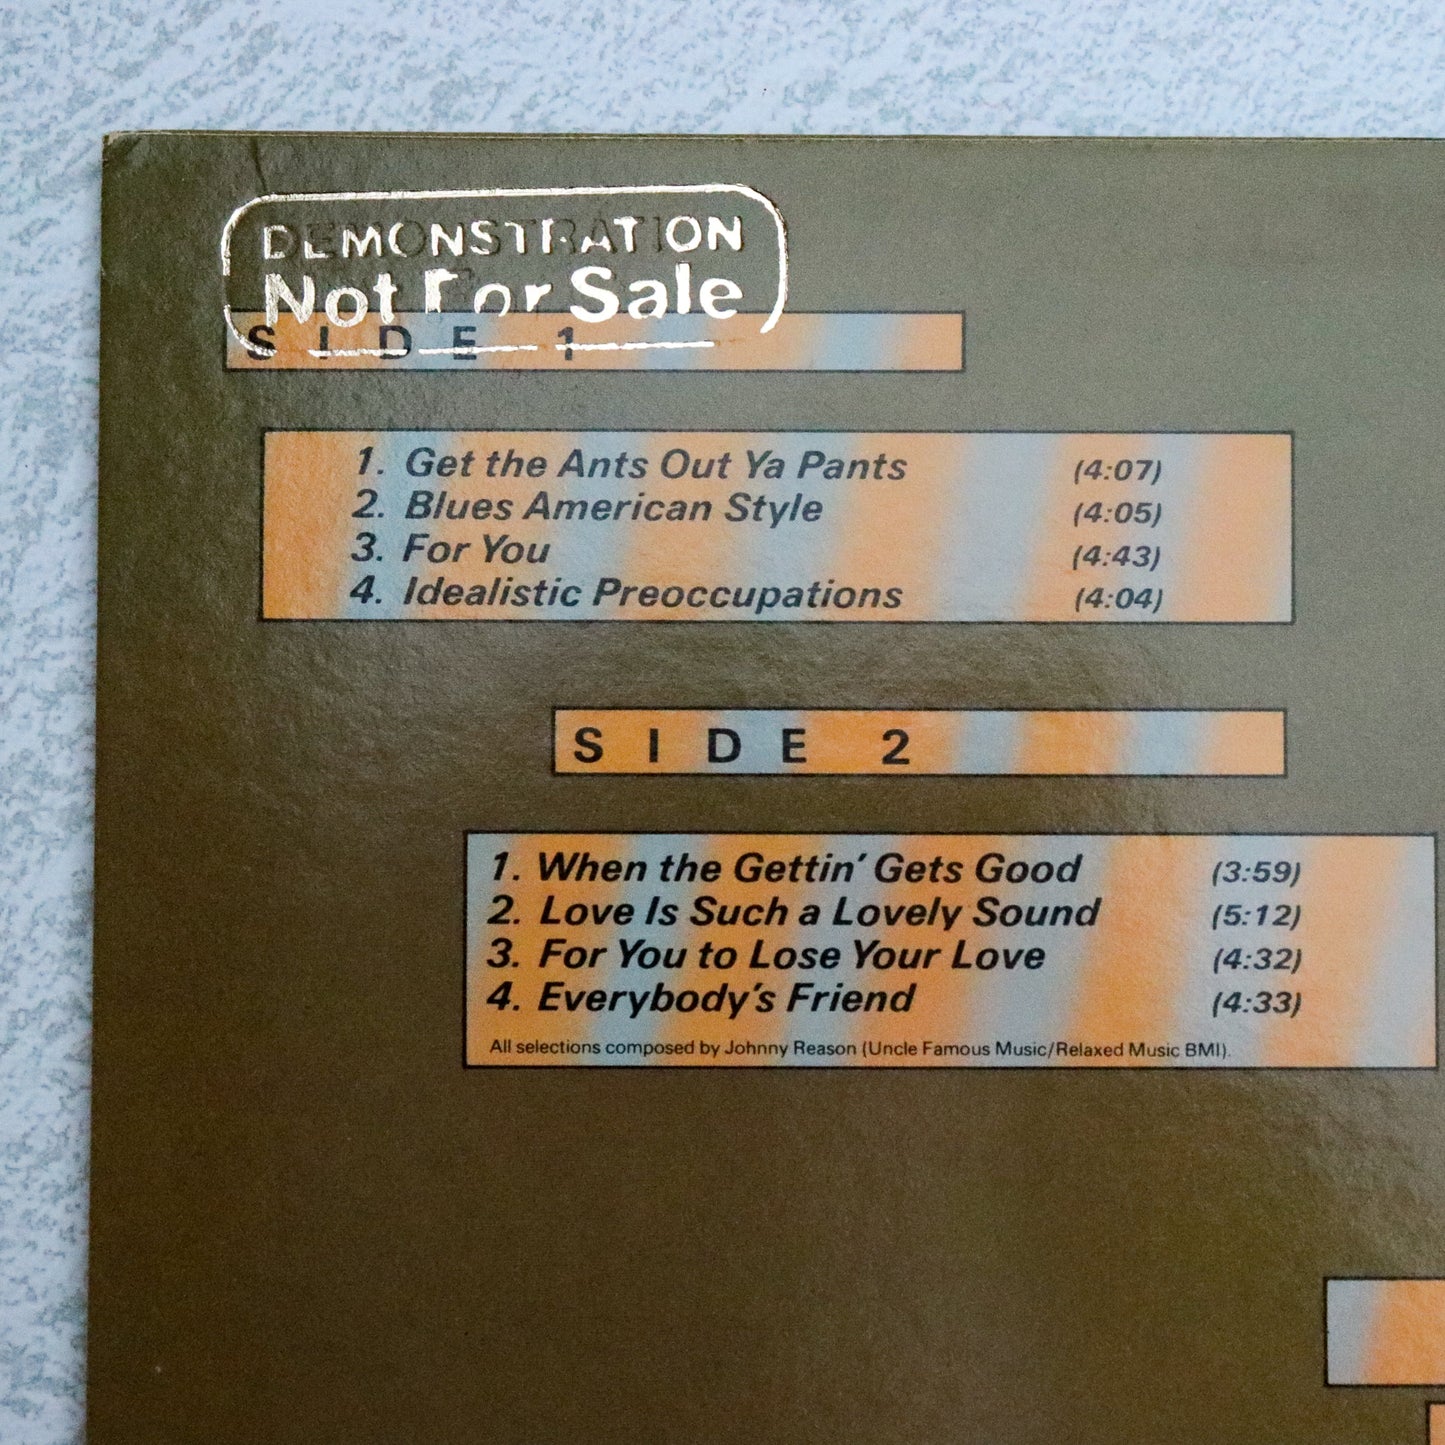 DEMONSTRATION
Not For Sale
SIDE 1
1. Get the Ants Out Ya Pants (4:07)
2. Blues American Style (4:05)
3. For You (4:43)
4. Idealistic Preoccupations (4:04)
SIDE 2
1. When the Gettin' Gets Good (3:59)
2. Love Is Such a Lovely Sound (5:12)
3. For You to Lose Your Love (4:32)
4. Everybody's Friend (4:33)
All selections composed by Johnny Reason (Uncle Famous Music/Relaxed Music BMI).